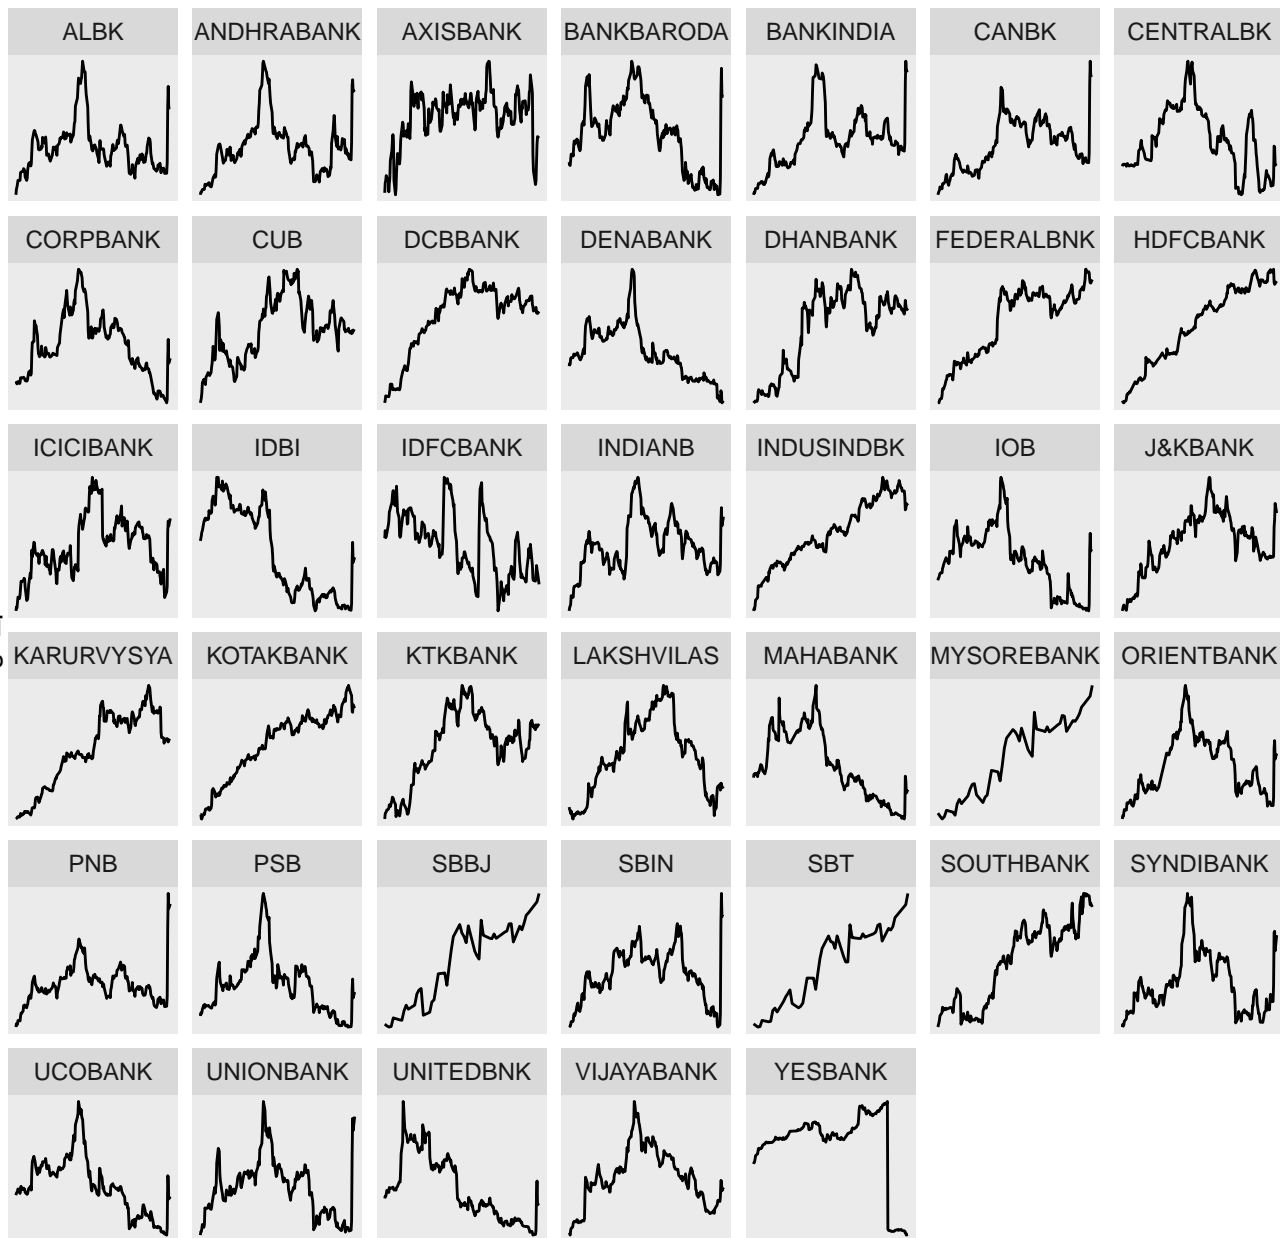 ALBK ANDHRABANK AXISBANK BANKBARODA BANKINDIA CANBK CENTRALBK
CORPBANK CUB DCBBANK DENABANK DHANBANK FEDERALBNK HDFCBANK
ICICIBANK IDBI IDFCBANK INDIANB INDUSINDBK IOB J&KBANK
KARURVYSYA KOTAKBANK KTKBANK LAKSHVILAS MAHABANK MYSOREBANK ORIENTBANK
PNB PSB SBBJ SBIN SBT SOUTHBANK SYNDIBANK
UCOBANK UNIONBANK UNITEDBNK VIJAYABANK YESBANK